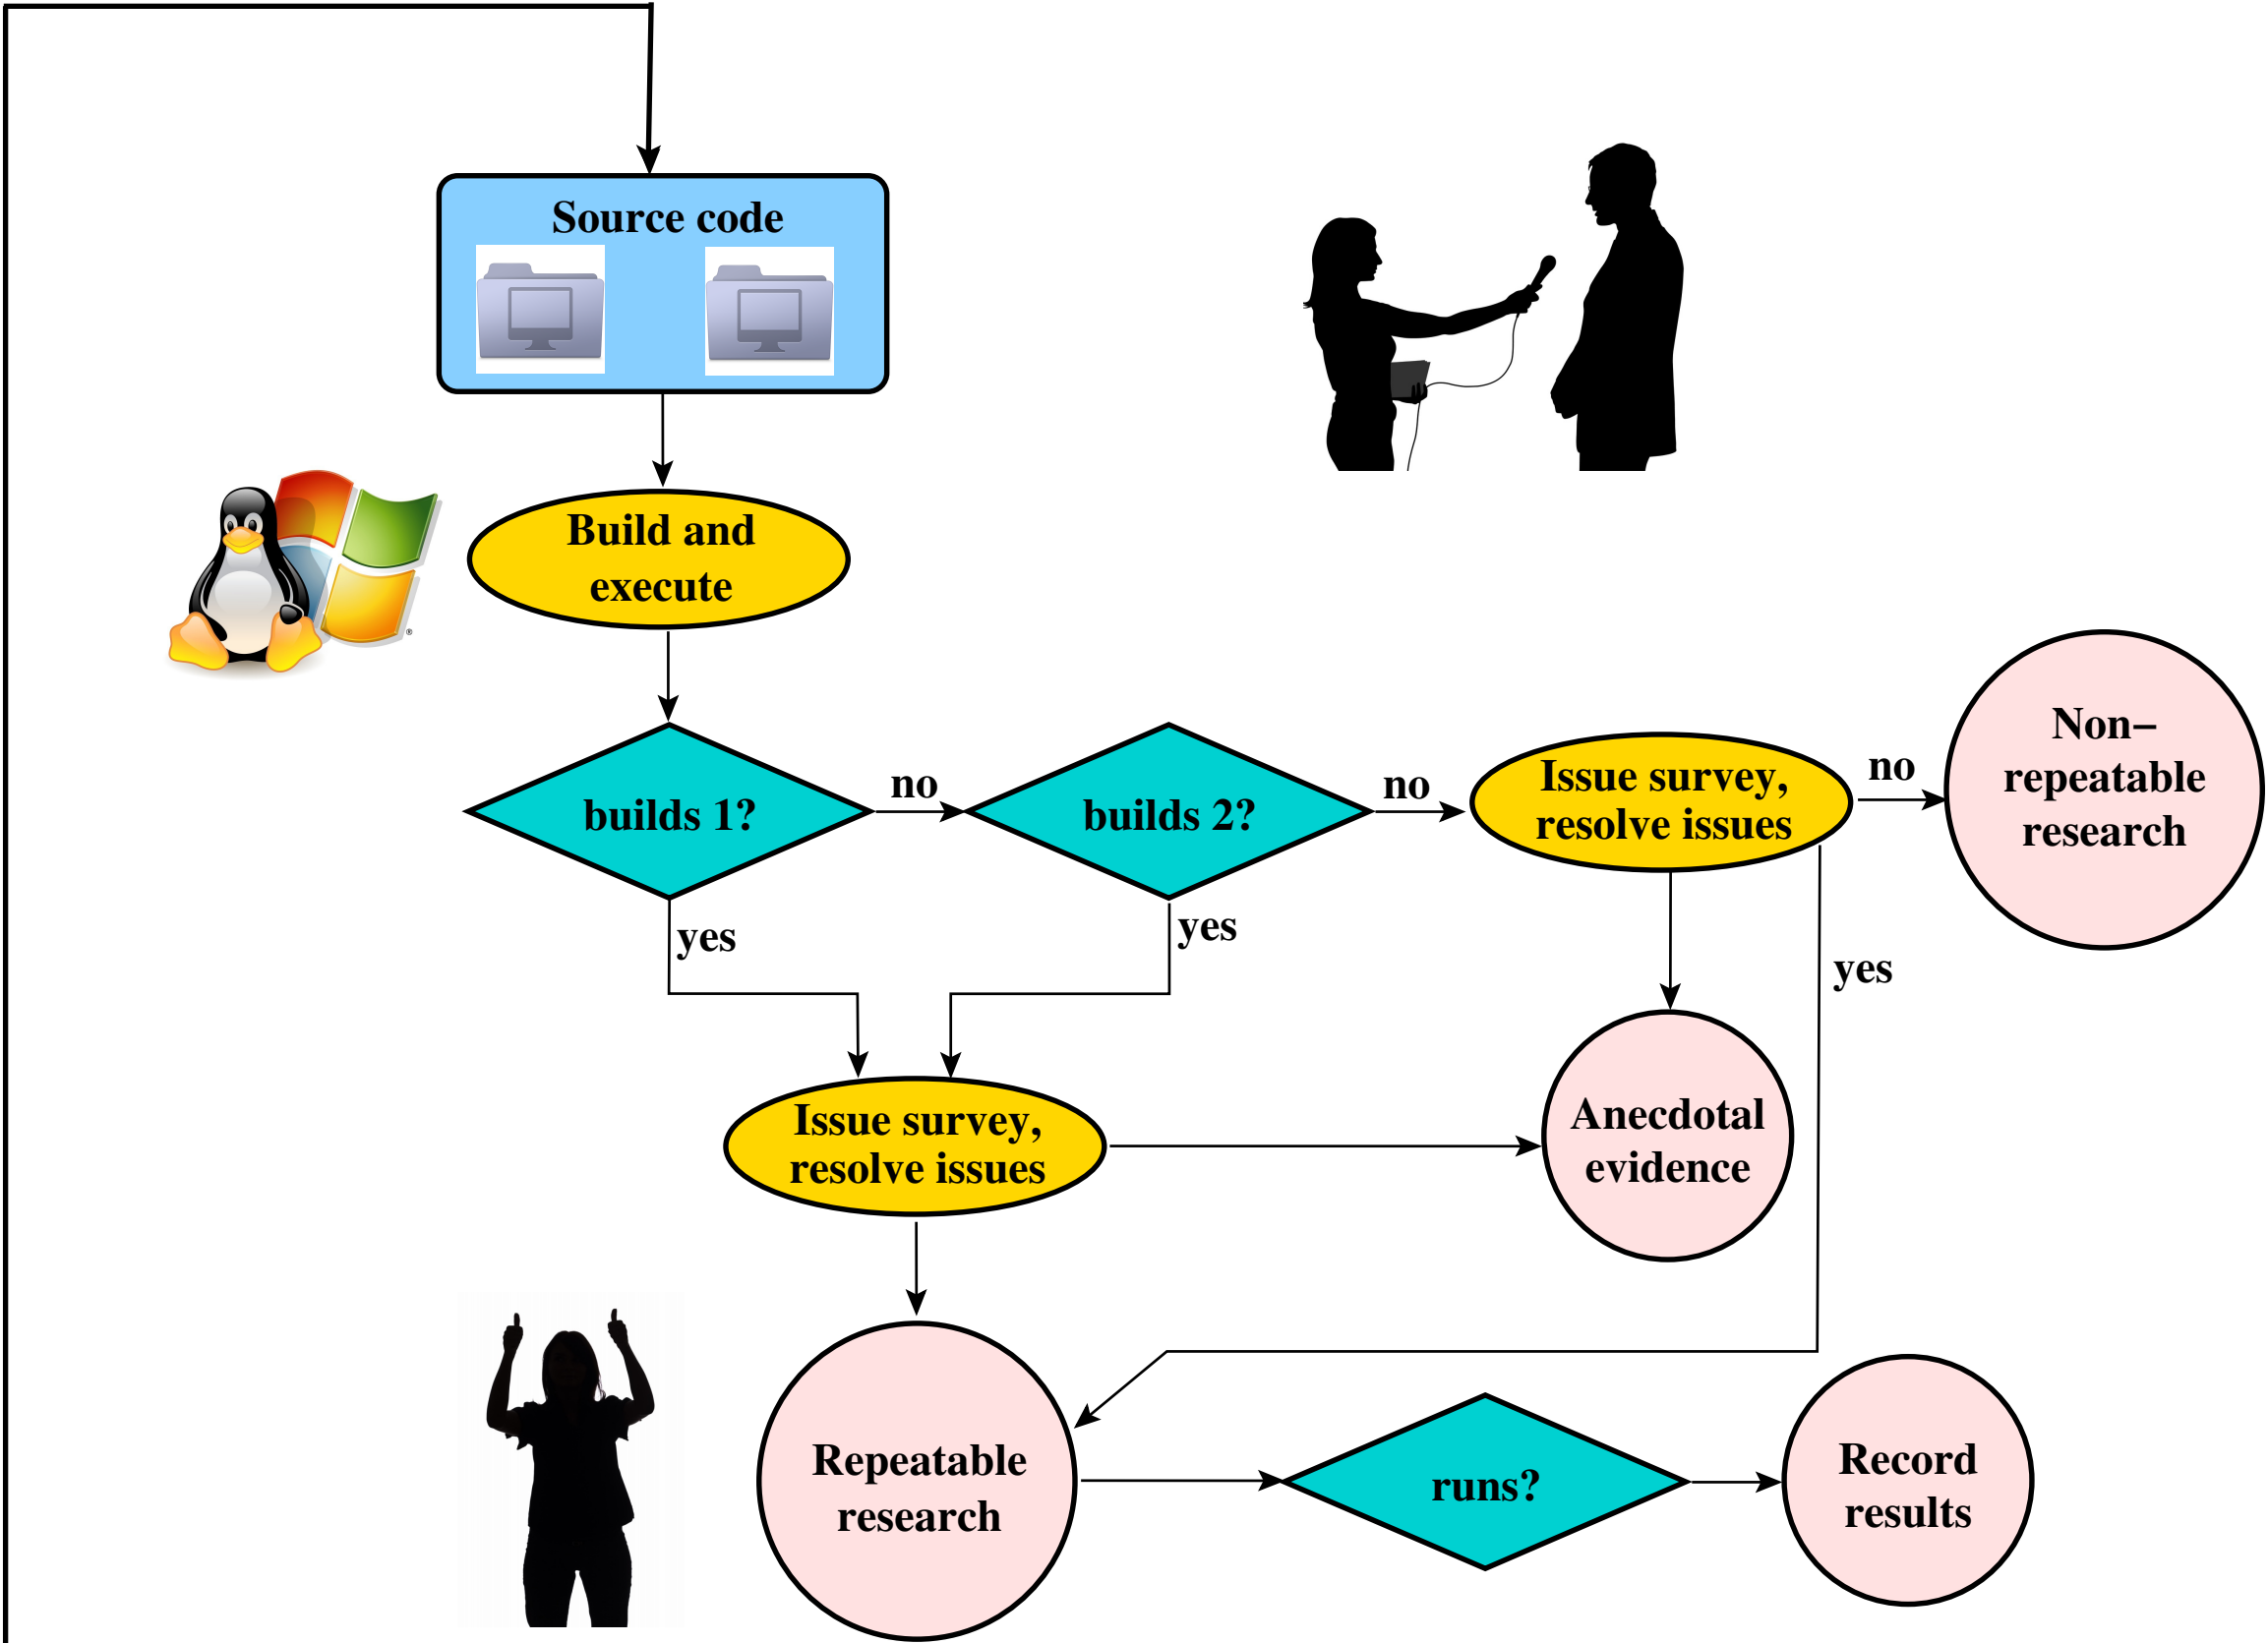 Source code
Build and
execute
builds 1?
no
builds 2?
no
Issue survey,
resolve issues
no
Non–
repeatable
research
yes
yes
yes
Issue survey,
resolve issues
Anecdotal
evidence
Repeatable
research
runs?
Record
results
®